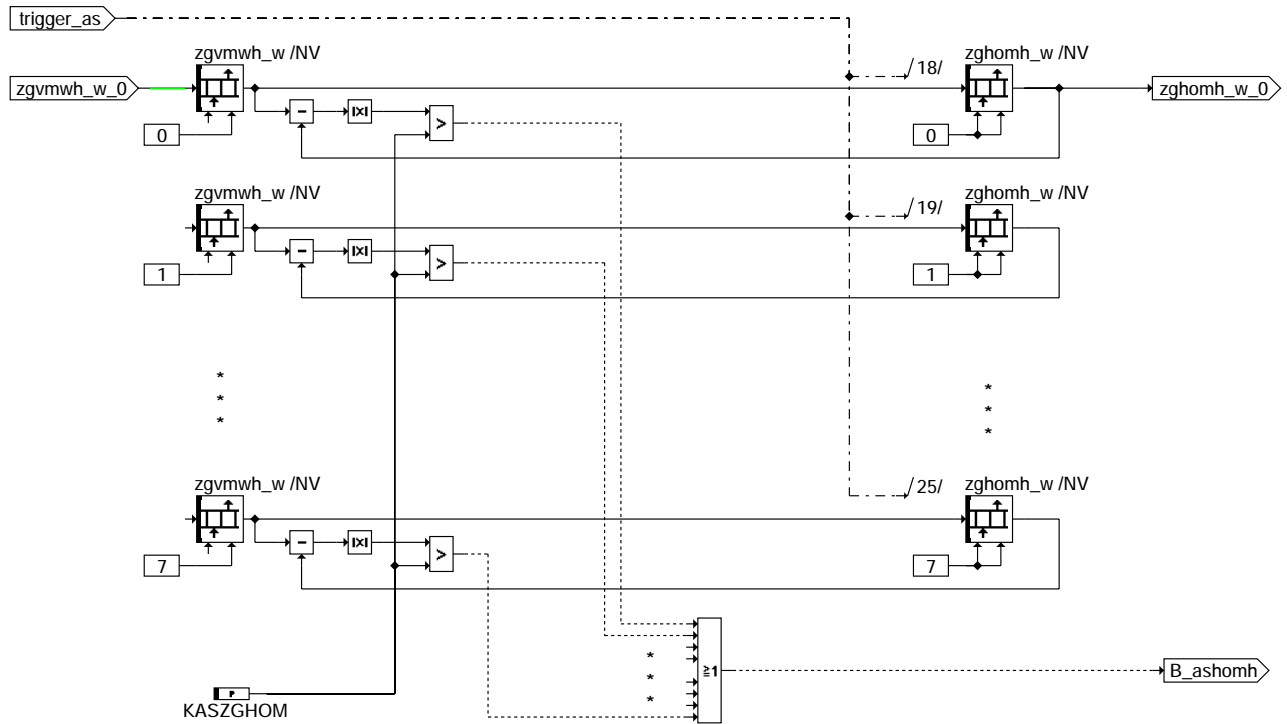 trigger_as
zgvmwh_w /NV
zghomh_w /NV
/18/
zgvmwh_w_0
zghomh_w_0
0
−
|x|
>
0
zgvmwh_w /NV
zghomh_w /NV
/19/
1
−
|x|
>
1
*
*
*
*
*
*
zgvmwh_w /NV
zghomh_w /NV
/25/
7
−
|x|
>
7
*
*
*
≥1
B_ashomh
P
KASZGHOM